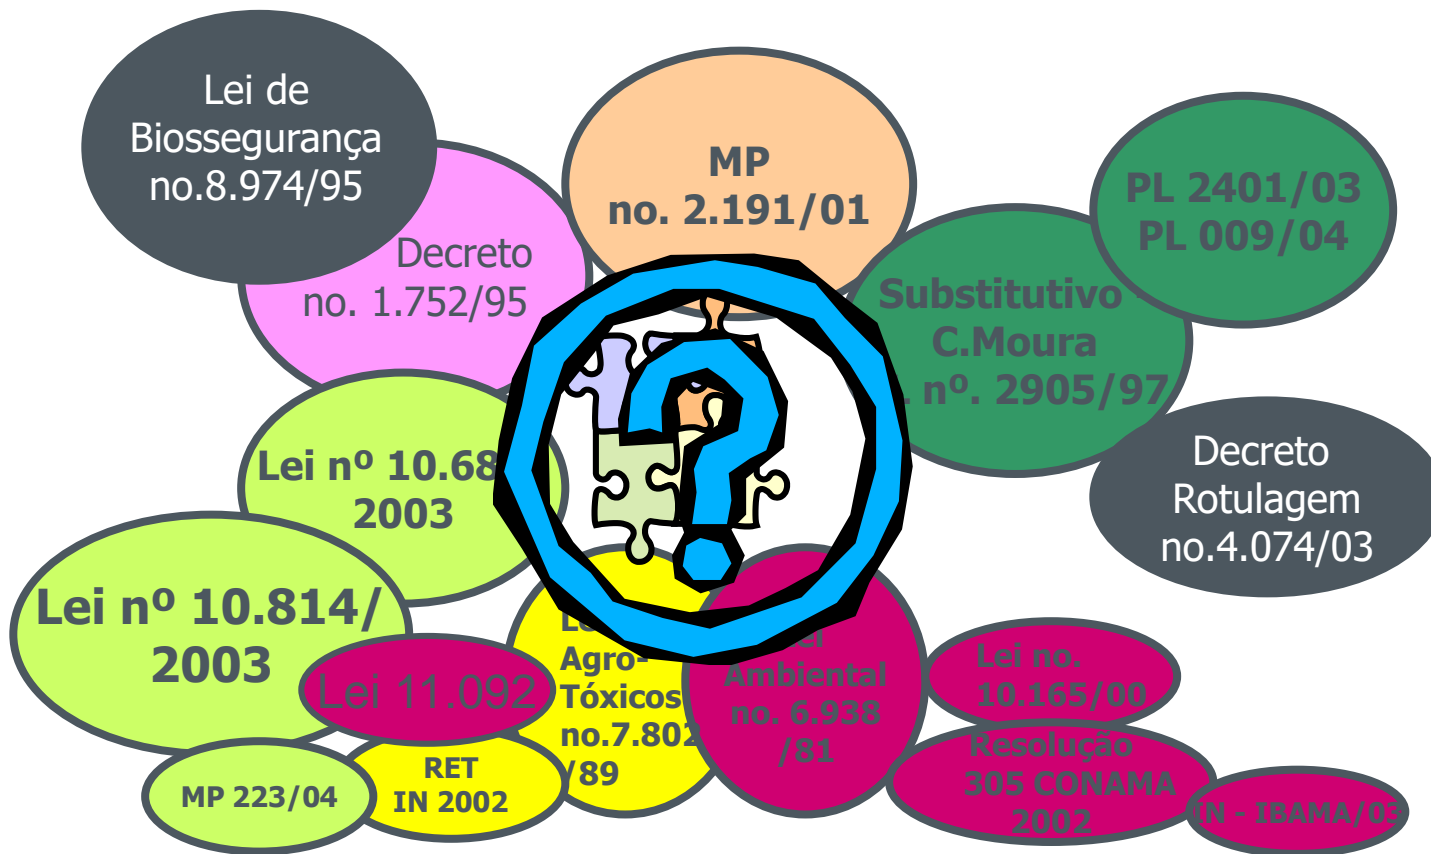 Lei de
Biossegurança
no.8.974/95
Decreto
no. 1.752/95
MP
no. 2.191/01
PL 2401/03
PL 009/04
Substitutivo
C.Moura
nº. 2905/97
Decreto
Rotulagem
no.4.074/03
Lei nº 10.68
2003
Lei nº 10.814/
2003
Lei 11.092
MP 223/04
RET
IN 2002
Agro-
Tóxicos
no.7.802
/89
Ambiental
no. 6.938
/81
Lei no.
10.165/00
Resolução
305 CONAMA
2002
IN - IBAMA/03